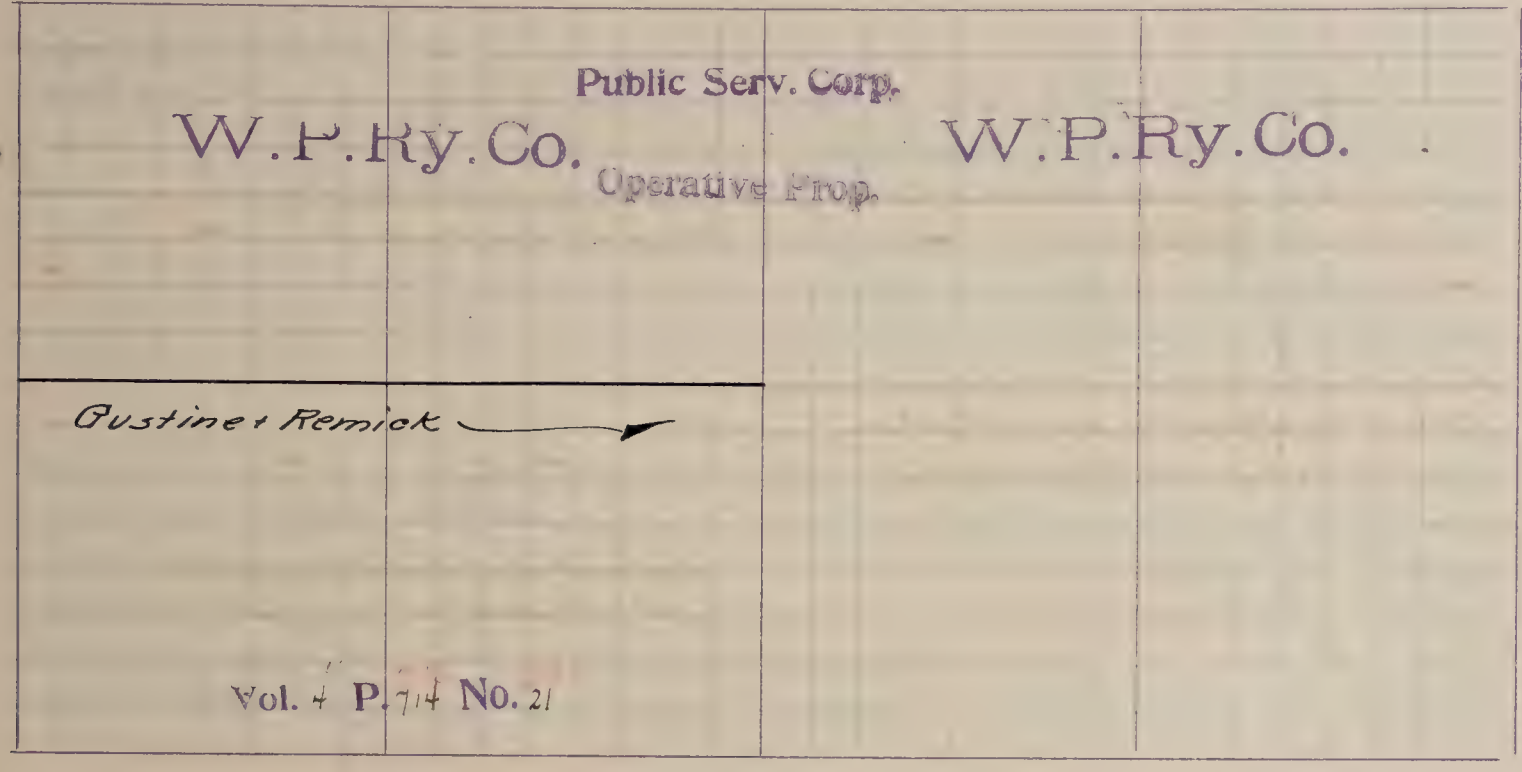 Public Serv. Corp.
W.P.Ry.Co. W.P.Ry.Co.
Operative Prop.
Gustine & Remick
Vol. 4 P. 714 No. 21